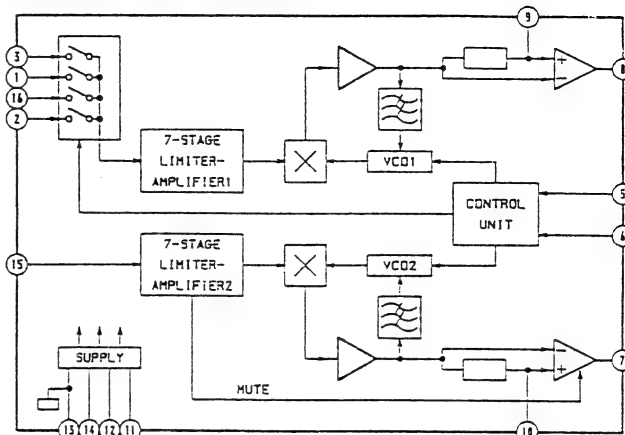 9
3
1
16
2
+
−
8
7-STAGE
LIMITER-
AMPLIFIER1
VCO1
5
CONTROL
UNIT
6
15
7-STAGE
LIMITER-
AMPLIFIER2
VCO2
SUPPLY
MUTE
−
+
7
13
14
12
11
10